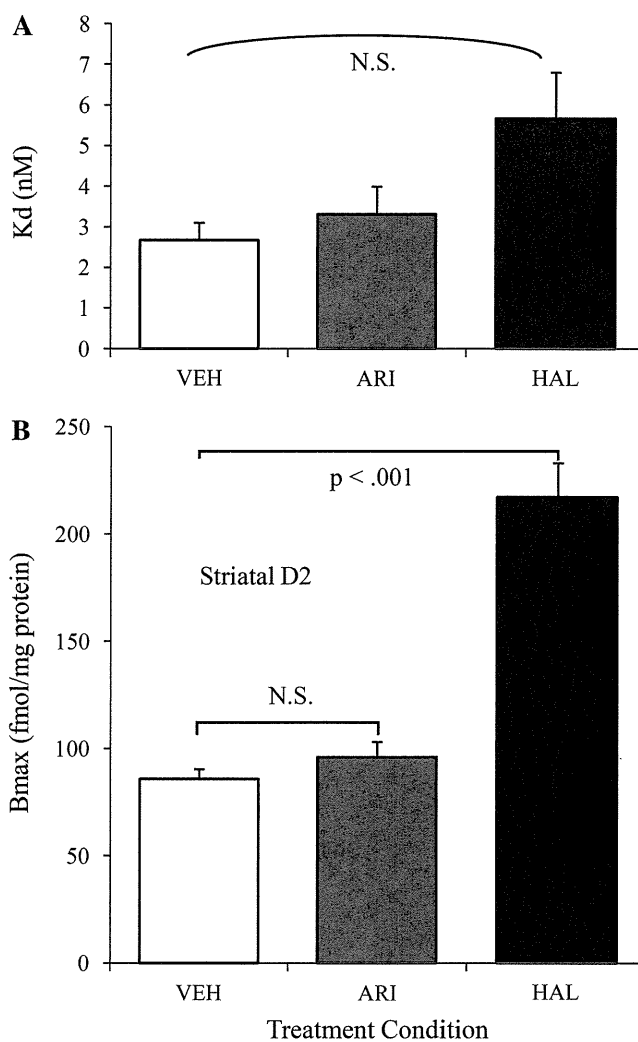 A
8
7
6
5
4
3
2
1
0
Kd (nM)
N.S.
VEH ARI HAL
B
250
200
150
100
50
0
Bmax (fmol/mg protein)
p < .001
Striatal D2
N.S.
VEH ARI HAL
Treatment Condition